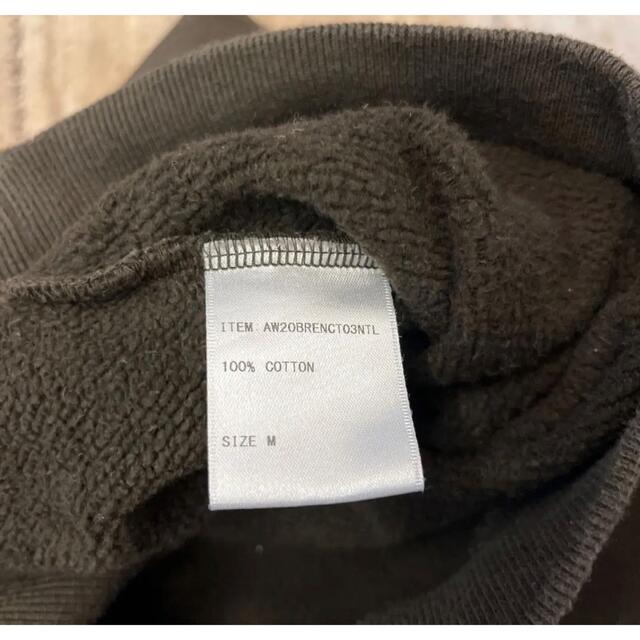 ITEM AW20BRENCT03NTL
100% COTTON
SIZE M